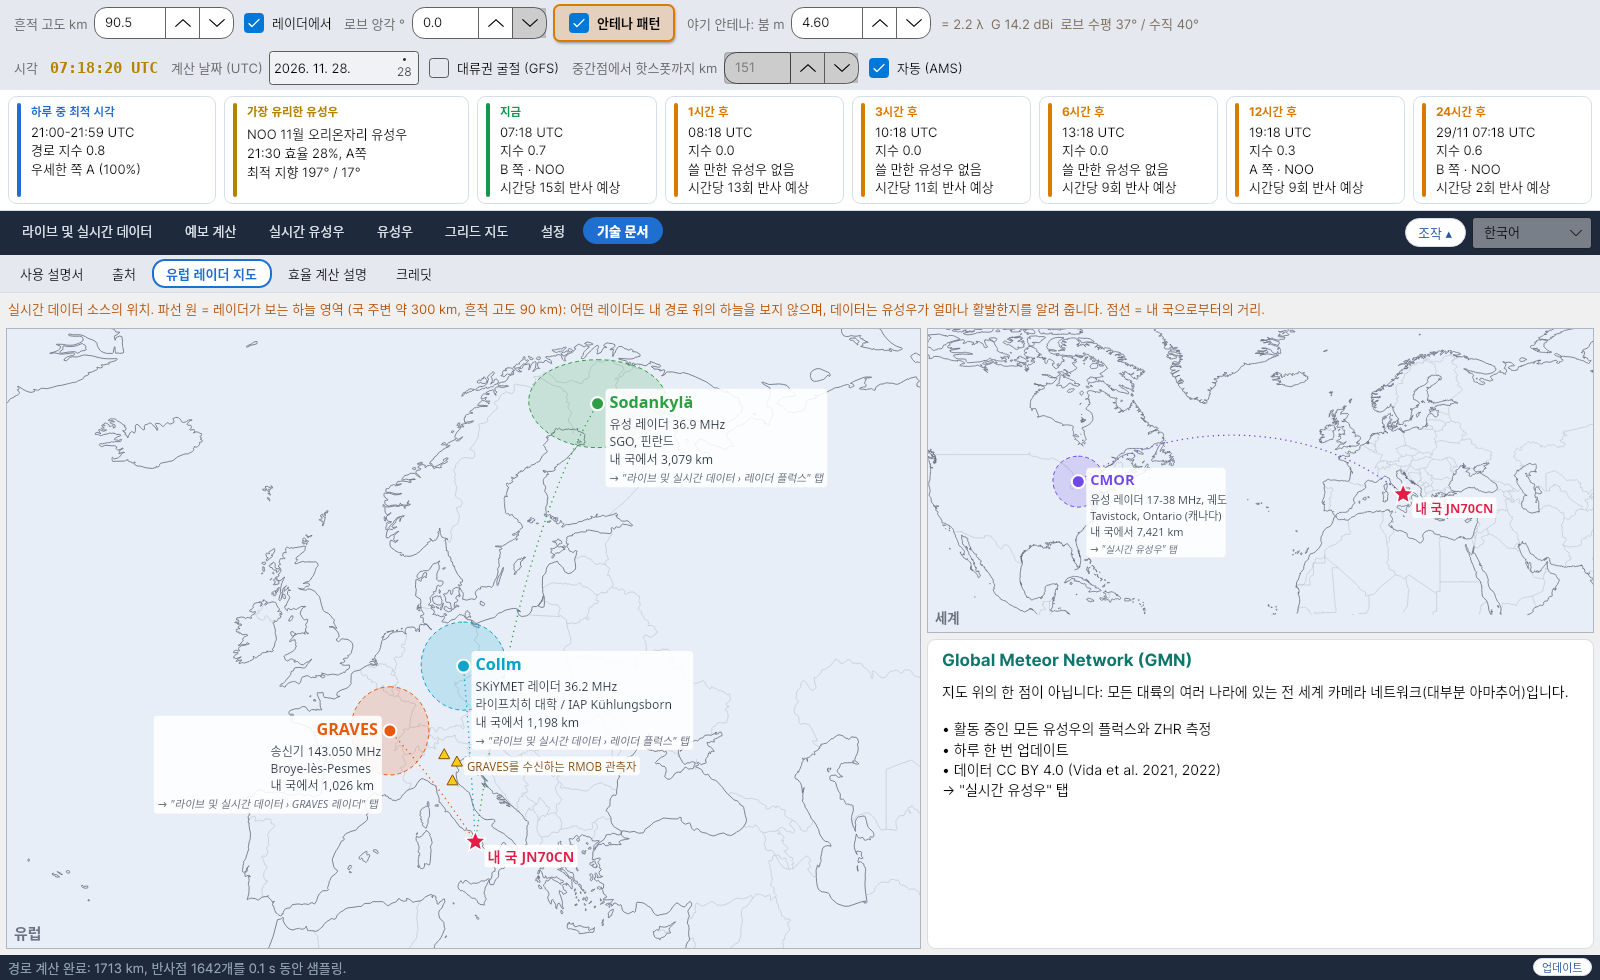 흔적 고도 km 90.5 레이더에서 로브 앙각 ° 0.0 안테나 패턴 야기 안테나: 붐 m 4.60 = 2.2 λ G 14.2 dBi 로브 수평 37° / 수직 40°
시각 07:18:20 UTC 계산 날짜 (UTC) 2026. 11. 28. 28 대류권 굴절 (GFS) 중간점에서 핫스폿까지 km 151 자동 (AMS)
하루 중 최적 시각
21:00-21:59 UTC
경로 지수 0.8
우세한 쪽 A (100%)
가장 유리한 유성우
NOO 11월 오리온자리 유성우
21:30 효율 28%, A쪽
최적 지향 197° / 17°
지금
07:18 UTC
지수 0.7
B 쪽 · NOO
시간당 15회 반사 예상
1시간 후
08:18 UTC
지수 0.0
쓸 만한 유성우 없음
시간당 13회 반사 예상
3시간 후
10:18 UTC
지수 0.0
쓸 만한 유성우 없음
시간당 11회 반사 예상
6시간 후
13:18 UTC
지수 0.0
쓸 만한 유성우 없음
시간당 9회 반사 예상
12시간 후
19:18 UTC
지수 0.3
A 쪽 · NOO
시간당 9회 반사 예상
24시간 후
29/11 07:18 UTC
지수 0.6
B 쪽 · NOO
시간당 2회 반사 예상
라이브 및 실시간 데이터 예보 계산 실시간 유성우 유성우 그리드 지도 설정 기술 문서 조작 ▴ 한국어
사용 설명서 출처 유럽 레이더 지도 효율 계산 설명 크레딧
실시간 데이터 소스의 위치. 파선 원 = 레이더가 보는 하늘 영역 (국 주변 약 300 km, 흔적 고도 90 km): 어떤 레이더도 내 경로 위의 하늘을 보지 않으며, 데이터는 유성우가 얼마나 활발한지를 알려 줍니다. 점선 = 내 국으로부터의 거리.
Sodankylä
유성 레이더 36.9 MHz
SGO, 핀란드
내 국에서 3,079 km
→ "라이브 및 실시간 데이터 › 레이더 플럭스" 탭
Collm
SKiYMET 레이더 36.2 MHz
라이프치히 대학 / IAP Kühlungsborn
내 국에서 1,198 km
→ "라이브 및 실시간 데이터 › 레이더 플럭스" 탭
GRAVES
송신기 143.050 MHz
Broye-lès-Pesmes
내 국에서 1,026 km
→ "라이브 및 실시간 데이터 › GRAVES 레이더" 탭
GRAVES를 수신하는 RMOB 관측자
내 국 JN70CN
유럽
CMOR
유성 레이더 17-38 MHz, 궤도
Tavistock, Ontario (캐나다)
내 국에서 7,421 km
→ "실시간 유성우" 탭
내 국 JN70CN
세계
Global Meteor Network (GMN)
지도 위의 한 점이 아닙니다: 모든 대륙의 여러 나라에 있는 전 세계 카메라 네트워크(대부분 아마추어)입니다.
• 활동 중인 모든 유성우의 플럭스와 ZHR 측정
• 하루 한 번 업데이트
• 데이터 CC BY 4.0 (Vida et al. 2021, 2022)
→ "실시간 유성우" 탭
경로 계산 완료: 1713 km, 반사점 1642개를 0.1 s 동안 샘플링. 업데이트